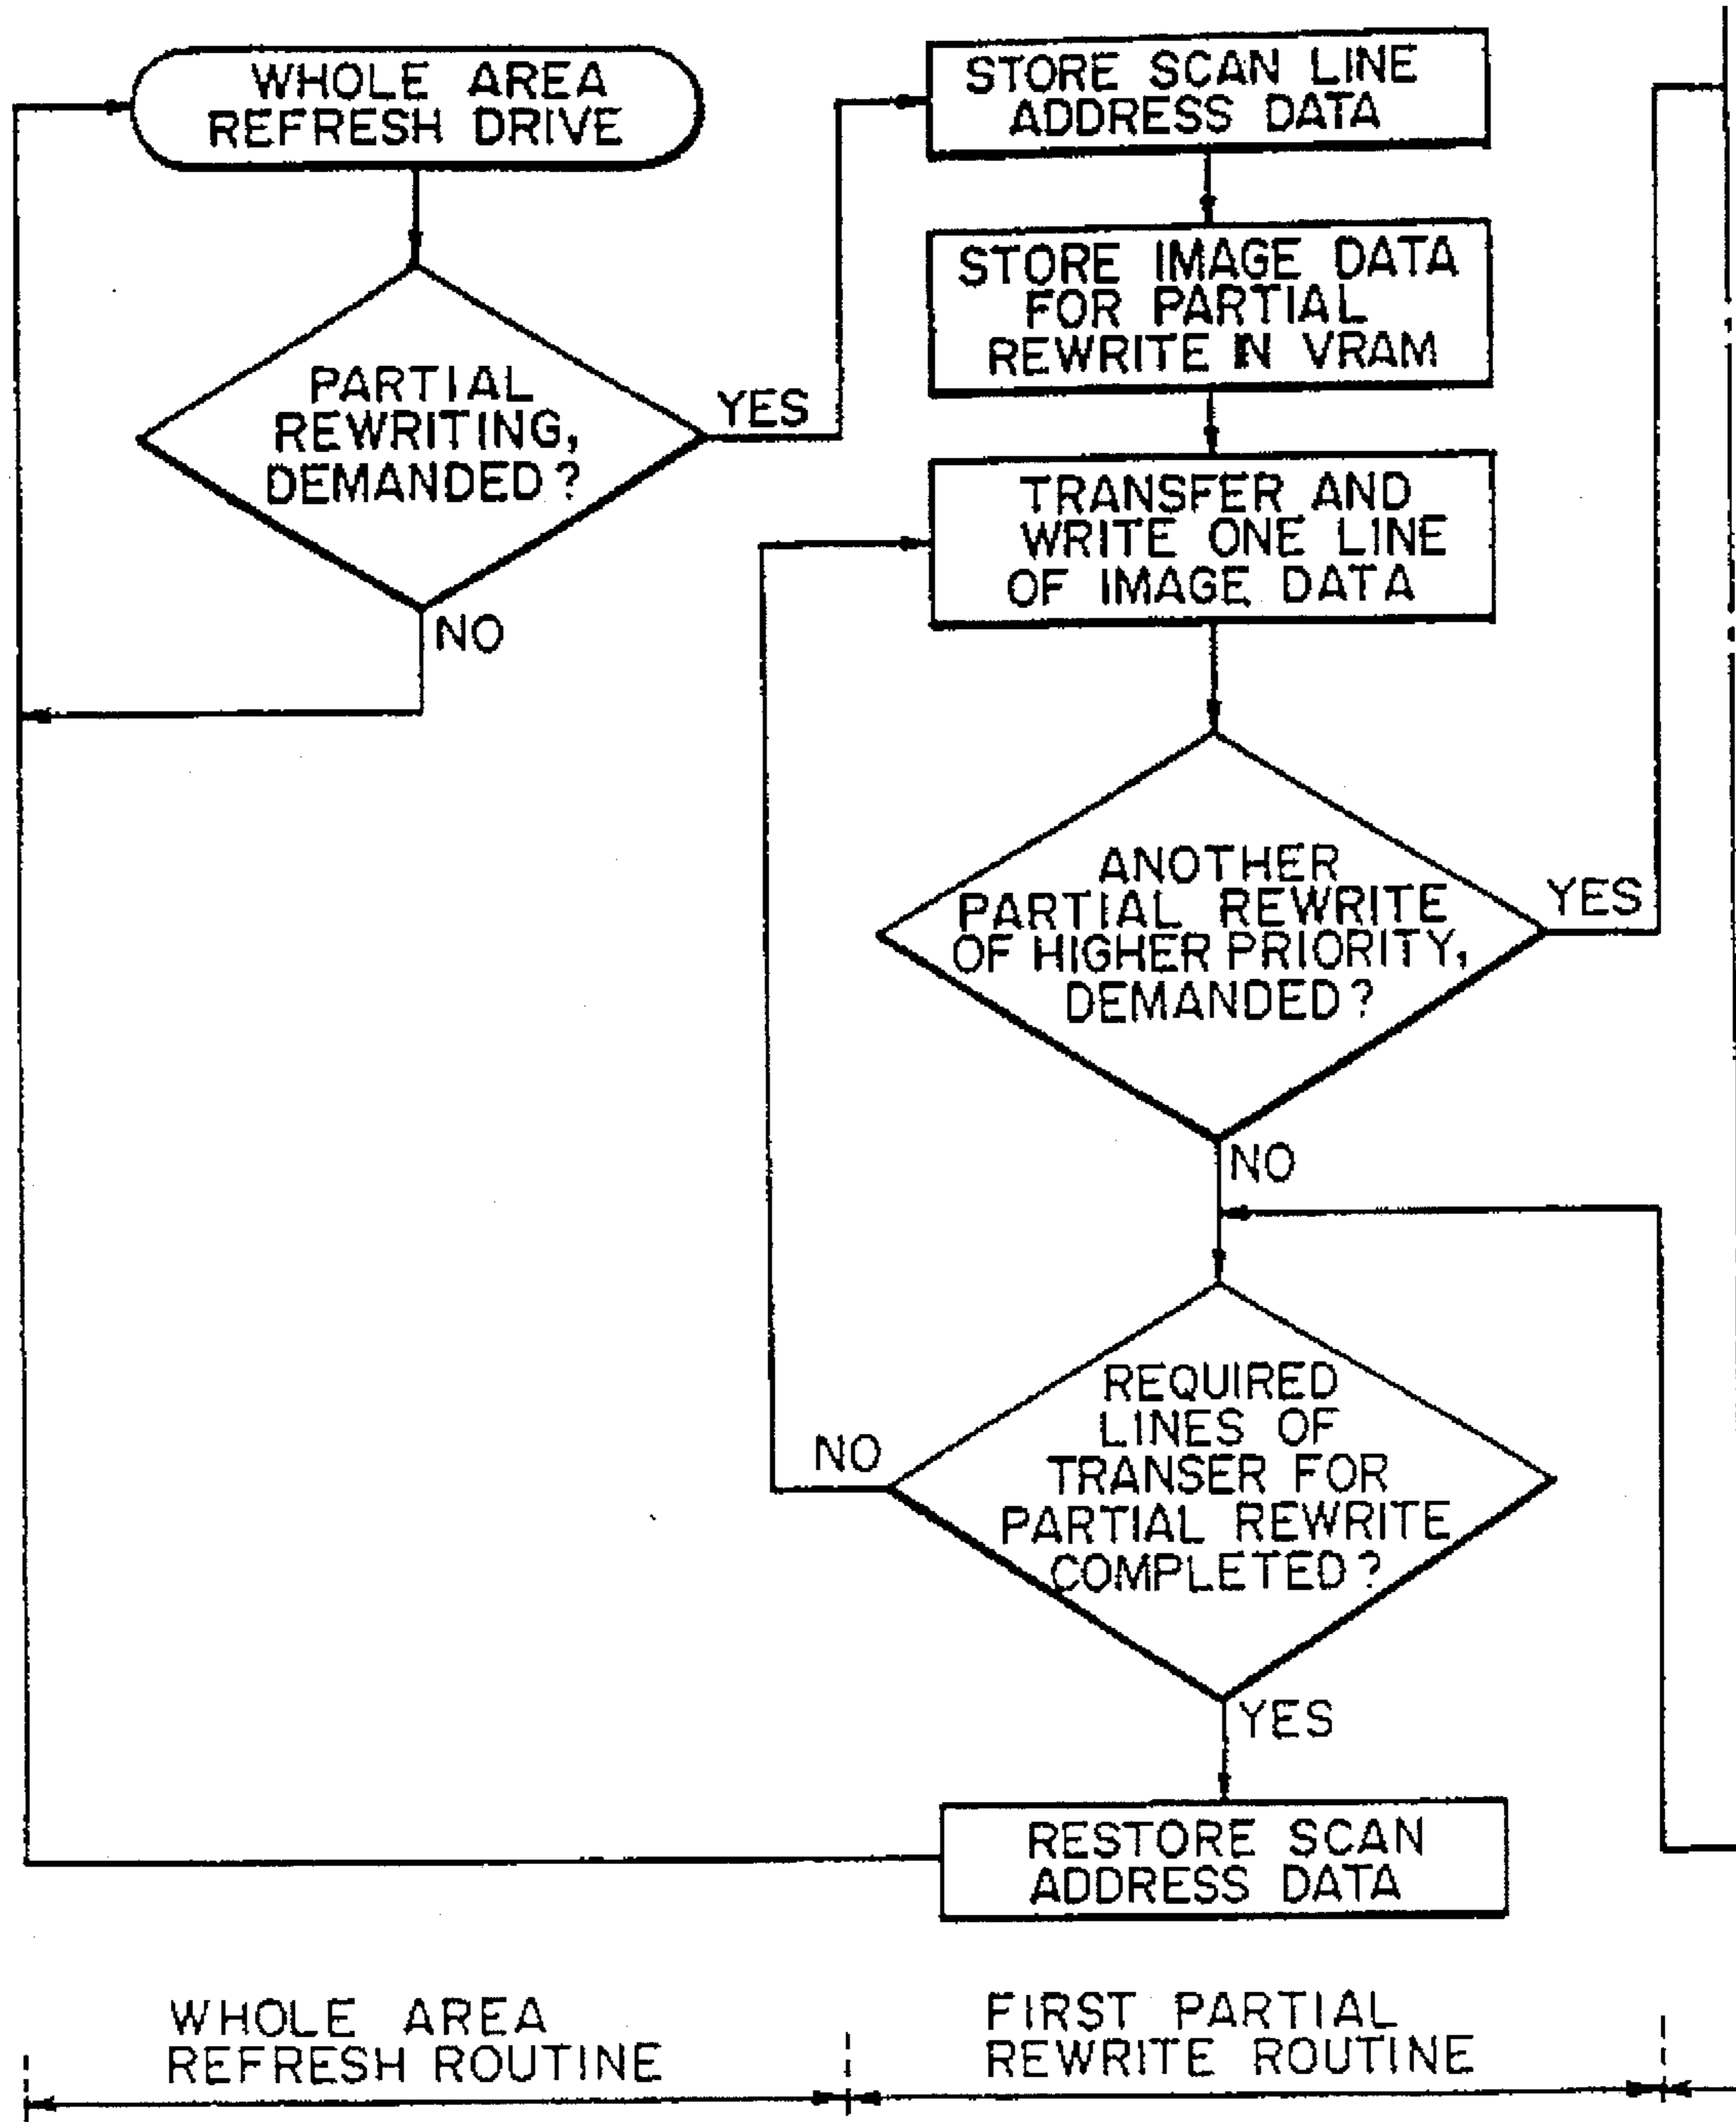 WHOLE AREA
REFRESH DRIVE
PARTIAL
REWRITING,
DEMANDED?
YES
NO
STORE SCAN LINE
ADDRESS DATA
STORE IMAGE DATA
FOR PARTIAL
REWRITE IN VRAM
TRANSFER AND
WRITE ONE LINE
OF IMAGE DATA
ANOTHER
PARTIAL REWRITE
OF HIGHER PRIORITY,
DEMANDED?
YES
NO
REQUIRED
LINES OF
TRANSER FOR
PARTIAL REWRITE
COMPLETED?
NO
YES
RESTORE SCAN
ADDRESS DATA
WHOLE AREA
REFRESH ROUTINE
FIRST PARTIAL
REWRITE ROUTINE